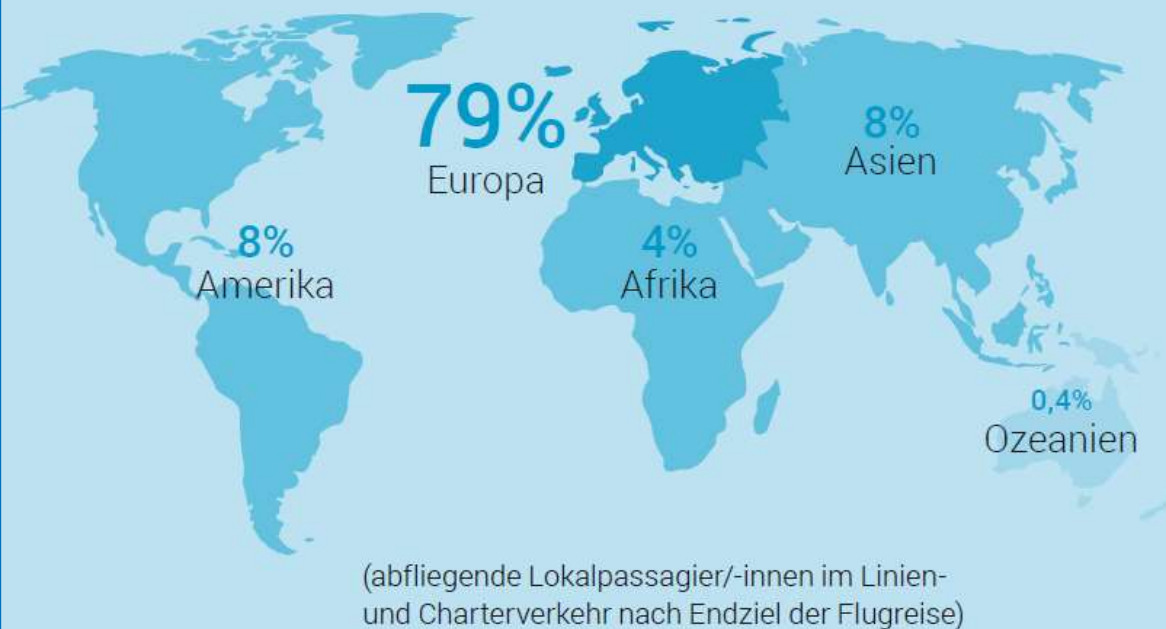 79%
Europa
8%
Asien
8%
Amerika
4%
Afrika
0,4%
Ozeanien
(abfliegende Lokalpassagier/-innen im Linien-
und Charterverkehr nach Endziel der Flugreise)